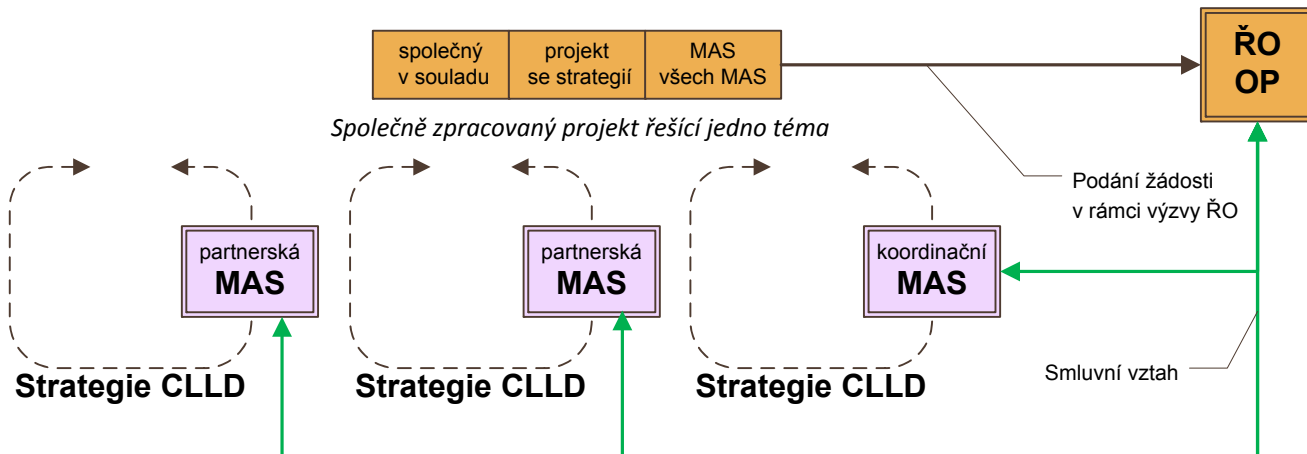 společný projekt MAS
v souladu se strategií všech MAS
ŘO
OP
Společně zpracovaný projekt řešící jedno téma
Podání žádosti
v rámci výzvy ŘO
partnerská
MAS
partnerská
MAS
koordinační
MAS
Smluvní vztah
Strategie CLLD
Strategie CLLD
Strategie CLLD